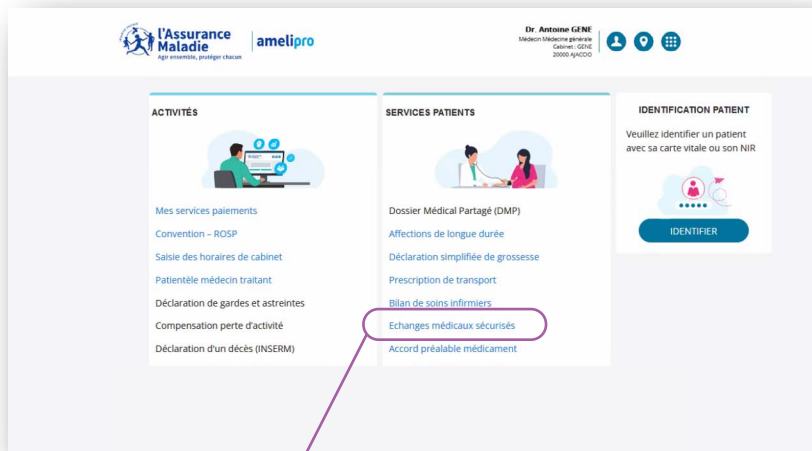 l'Assurance
Maladie
Agir ensemble, protéger chacun
amelipro
Dr. Antoine GENE
Médecin Médecine générale
Cabinet : GENE
20000 AJACCIO
ACTIVITÉS
Mes services paiements
Convention – ROSP
Saisie des horaires de cabinet
Patientèle médecin traitant
Déclaration de gardes et astreintes
Compensation perte d'activité
Déclaration d'un décès (INSERM)
SERVICES PATIENTS
Dossier Médical Partagé (DMP)
Affections de longue durée
Déclaration simplifiée de grossesse
Prescription de transport
Bilan de soins infirmiers
Echanges médicaux sécurisés
Accord préalable médicament
IDENTIFICATION PATIENT
Veuillez identifier un patient
avec sa carte vitale ou son NIR
IDENTIFIER